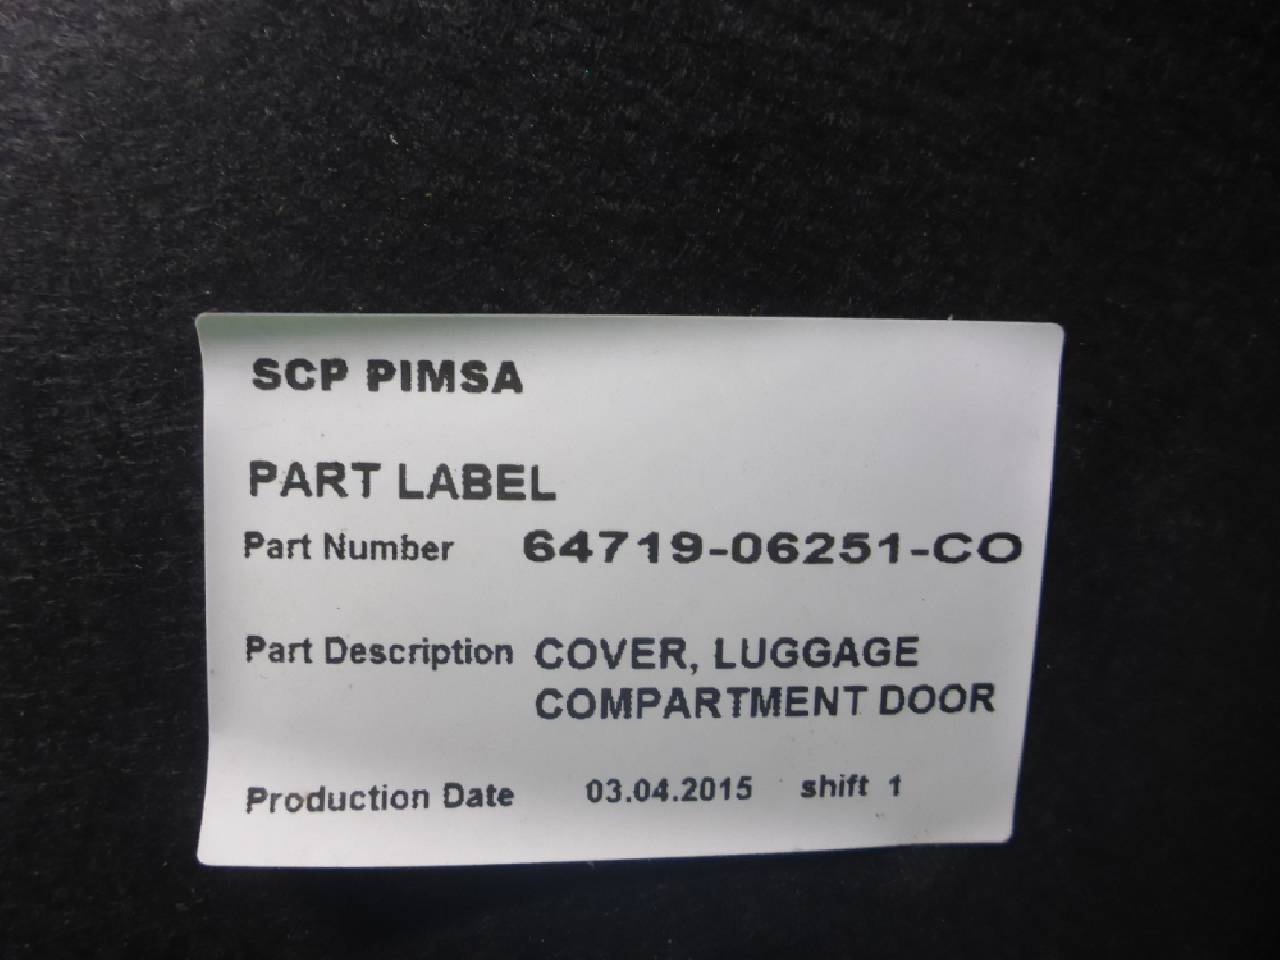 SCP PIMSA
PART LABEL
Part Number 64719-06251-CO
Part Description COVER, LUGGAGE
COMPARTMENT DOOR
Production Date 03.04.2015 shift 1